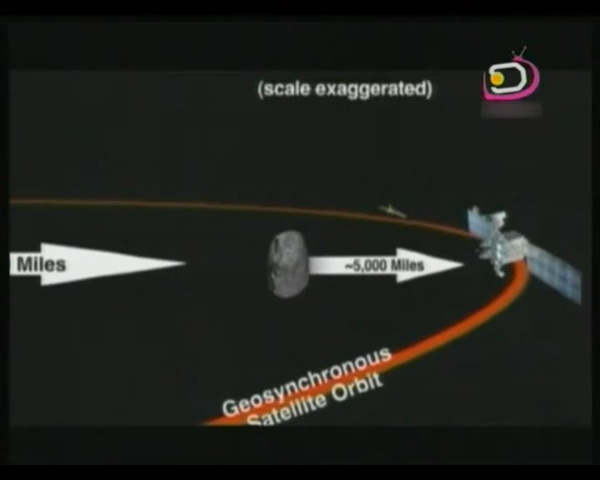 (scale exaggerated)
Miles
~5,000 Miles
Geosynchronous
Satellite Orbit